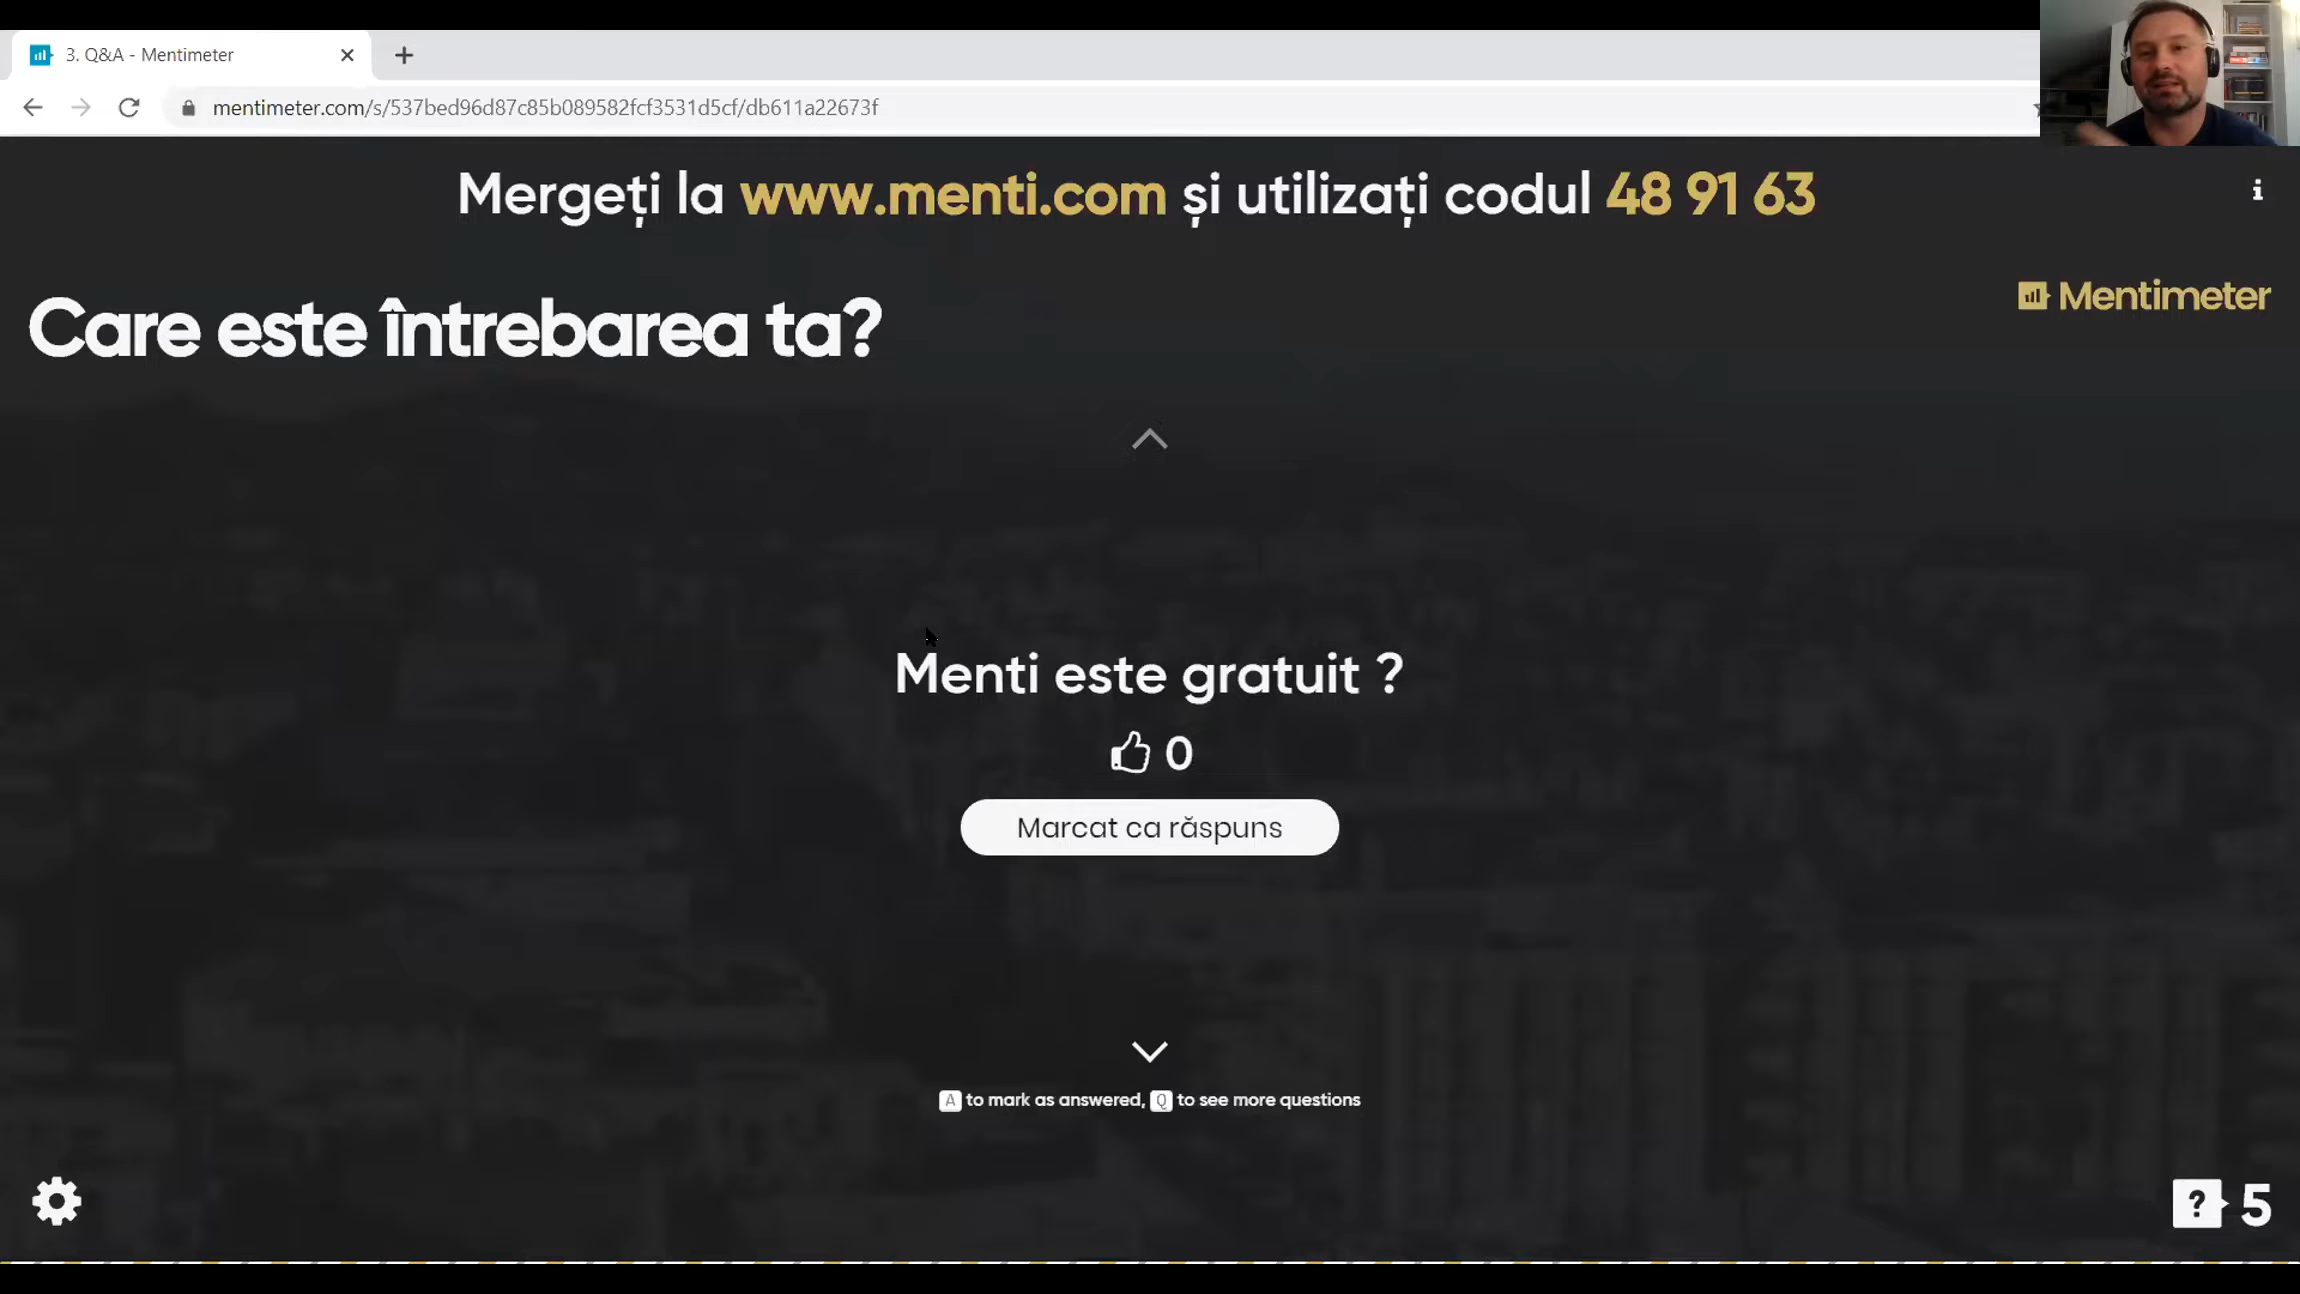 3. Q&A - Mentimeter
mentimeter.com/s/537bed96d87c85b089582fcf3531d5cf/db611a22673f
Mergeți la www.menti.com și utilizați codul 48 91 63
Mentimeter
Care este întrebarea ta?
Menti este gratuit ?
0
Marcat ca răspuns
A to mark as answered, Q to see more questions
? 5